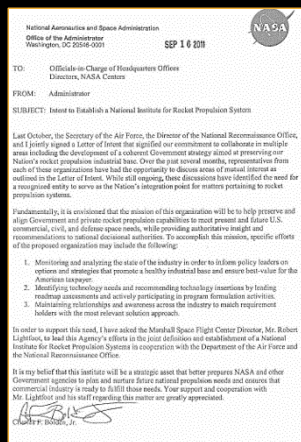 National Aeronautics and Space Administration
Office of the Administrator
Washington, DC 20546-0001
NASA
SEP 16 2011
TO: Officials-in-Charge of Headquarters Offices
Directors, NASA Centers
FROM: Administrator
SUBJECT: Intent to Establish a National Institute for Rocket Propulsion System
Last October, the Secretary of the Air Force, the Director of the National Reconnaissance Office,
and I jointly signed a Letter of Intent that signified our commitment to collaborate in multiple
areas including the development of a coherent Government strategy aimed at preserving our
Nation's rocket propulsion industrial base. Over the past several months, representatives from
each of these organizations have had the opportunity to discuss areas of mutual interest as
outlined in the Letter of Intent. While still ongoing, these discussions have identified the need for
a recognized entity to serve as the Nation's integration point for matters pertaining to rocket
propulsion systems.
Fundamentally, it is envisioned that the mission of this organization will be to help preserve and
align Government and private rocket propulsion capabilities to meet present and future U.S.
commercial, civil, and defense space needs, while providing authoritative insight and
recommendations to national decisional authorities. To accomplish this mission, specific efforts
of the proposed organization may include the following:
1. Monitoring and analyzing the state of the industry in order to inform policy leaders on
options and strategies that promote a healthy industrial base and ensure best-value for the
American taxpayer.
2. Identifying technology needs and recommending technology insertions by leading
roadmap assessments and actively participating in program formulation activities.
3. Maintaining relationships and awareness across the industry to match requirement
holders with the most relevant solution approach.
In order to support this need, I have asked the Marshall Space Flight Center Director, Mr. Robert
Lightfoot, to lead this Agency's efforts in the joint definition and establishment of a National
Institute for Rocket Propulsion Systems in cooperation with the Department of the Air Force and
the National Reconnaissance Office.
It is my belief that this institute will be a strategic asset that better prepares NASA and other
Government agencies to plan and nurture future national propulsion needs and ensures that
commercial industry is ready to fulfill those needs. Your support and cooperation with
Mr. Lightfoot and his staff regarding this matter are greatly appreciated.
Charles F. Bolden, Jr.